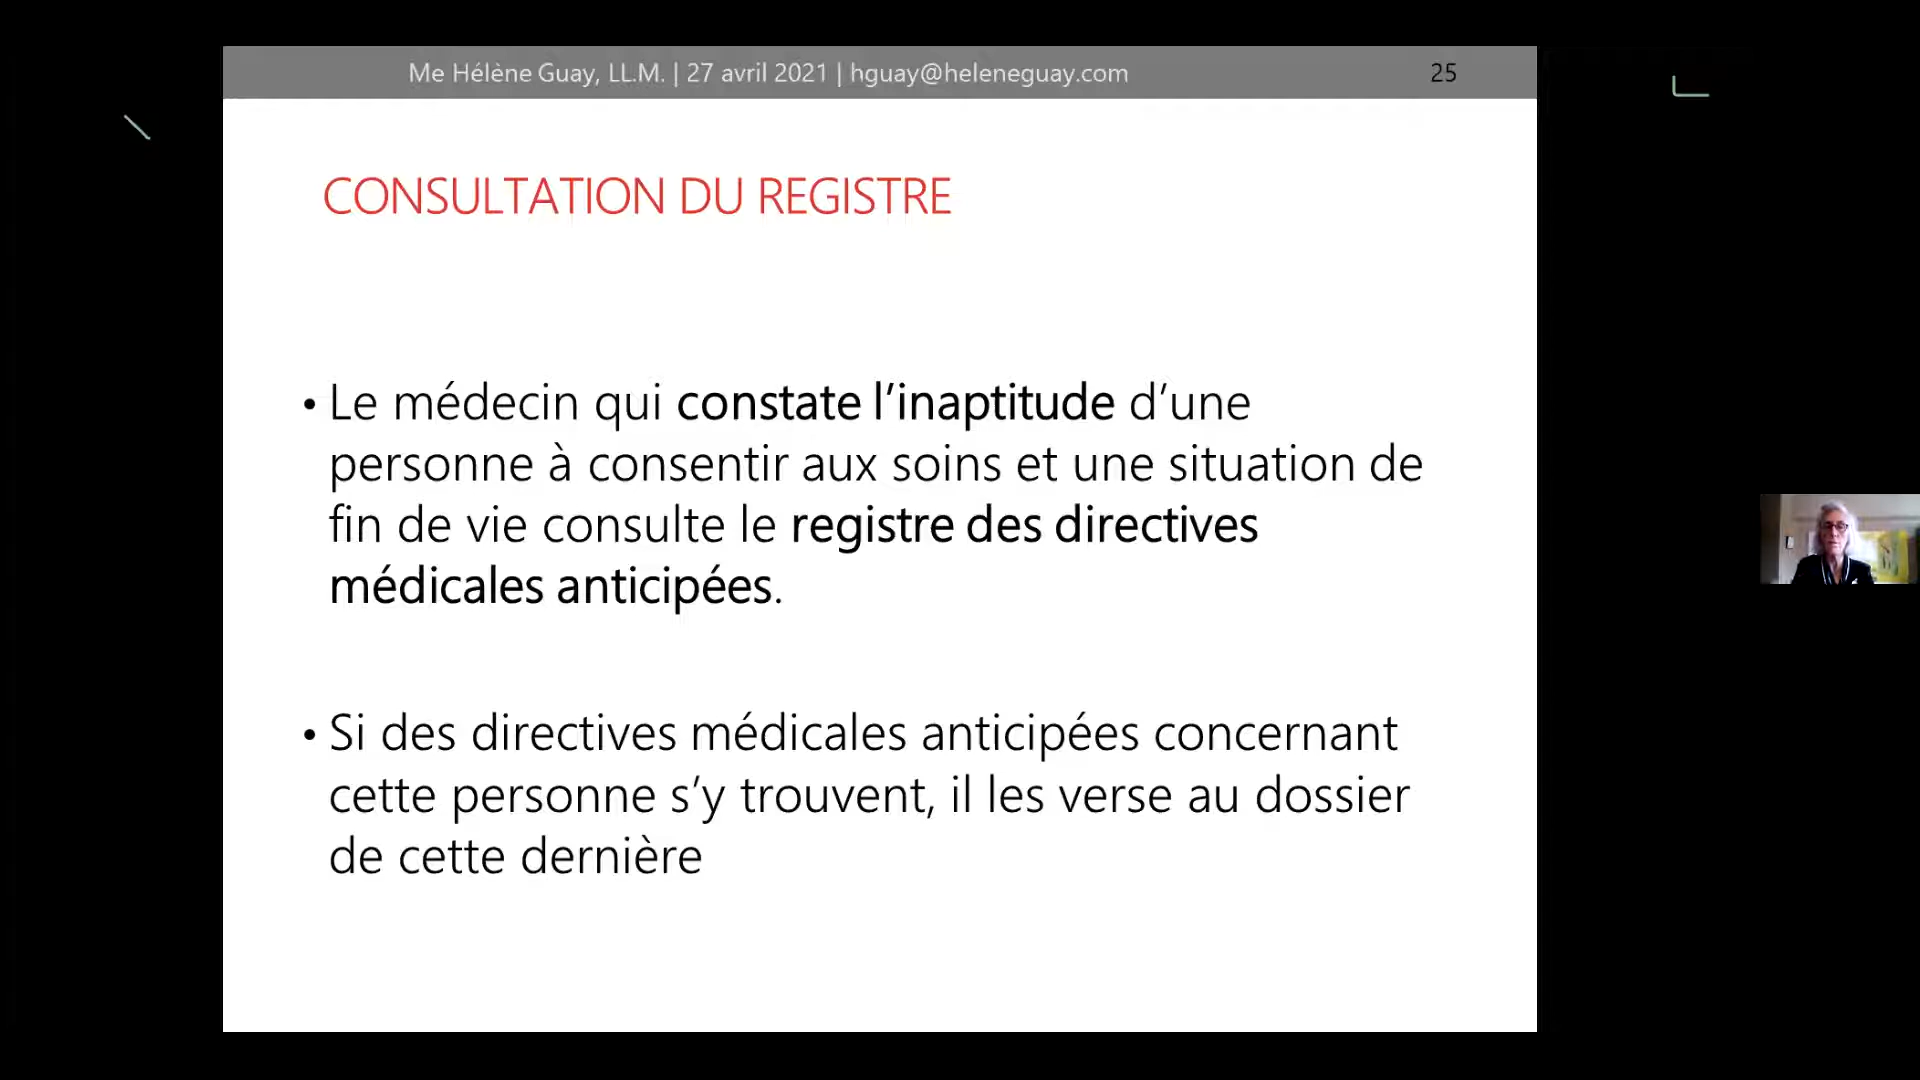 Me Hélène Guay, LL.M. | 27 avril 2021 | hguay@heleneguay.com 25
CONSULTATION DU REGISTRE
• Le médecin qui constate l’inaptitude d’une
personne à consentir aux soins et une situation de
fin de vie consulte le registre des directives
médicales anticipées.
• Si des directives médicales anticipées concernant
cette personne s’y trouvent, il les verse au dossier
de cette dernière